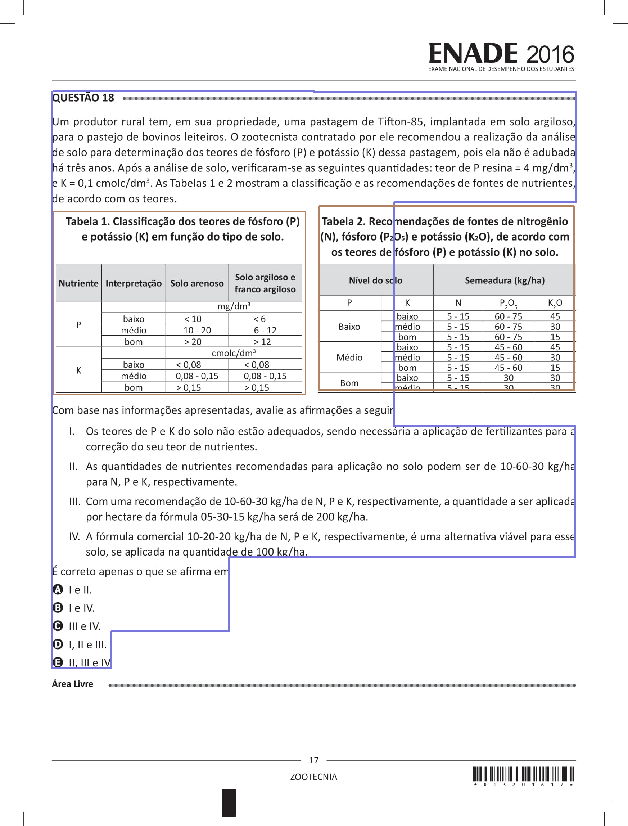 ENADE 2016
EXAME NACIONAL DE DESEMPENHO DOS ESTUDANTES
QUESTÃO 18
Um produtor rural tem, em sua propriedade, uma pastagem de Tifton-85, implantada em solo argiloso,
para o pastejo de bovinos leiteiros. O zootecnista contratado por ele recomendou a realização da análise
de solo para determinação dos teores de fósforo (P) e potássio (K) dessa pastagem, pois ela não é adubada
há três anos. Após a análise de solo, verificaram-se as seguintes quantidades: teor de P resina = 4 mg/dm³,
e K = 0,1 cmolc/dm³. As Tabelas 1 e 2 mostram a classificação e as recomendações de fontes de nutrientes,
de acordo com os teores.
Tabela 1. Classificação dos teores de fósforo (P)
e potássio (K) em função do tipo de solo.
Nutriente Interpretação Solo arenoso Solo argiloso e
franco argiloso
mg/dm³
P
baixo < 10 < 6
médio 10 - 20 6 - 12
bom > 20 > 12
cmolc/dm³
K
baixo < 0,08 < 0,08
médio 0,08 - 0,15 0,08 - 0,15
bom > 0,15 > 0,15
Tabela 2. Recomendações de fontes de nitrogênio
(N), fósforo (P₂O₅) e potássio (K₂O), de acordo com
os teores de fósforo (P) e potássio (K) no solo.
Nível do solo Semeadura (kg/ha)
P K N P₂O₅ K₂O
Baixo
baixo 5 - 15 60 - 75 45
médio 5 - 15 60 - 75 30
bom 5 - 15 60 - 75 15
Médio
baixo 5 - 15 45 - 60 45
médio 5 - 15 45 - 60 30
bom 5 - 15 45 - 60 15
Bom
baixo 5 - 15 30 30
médio 5 - 15 30 30
Com base nas informações apresentadas, avalie as afirmações a seguir
I. Os teores de P e K do solo não estão adequados, sendo necessária a aplicação de fertilizantes para a
correção do seu teor de nutrientes.
II. As quantidades de nutrientes recomendadas para aplicação no solo podem ser de 10-60-30 kg/ha
para N, P e K, respectivamente.
III. Com uma recomendação de 10-60-30 kg/ha de N, P e K, respectivamente, a quantidade a ser aplicada
por hectare da fórmula 05-30-15 kg/ha será de 200 kg/ha.
IV. A fórmula comercial 10-20-20 kg/ha de N, P e K, respectivamente, é uma alternativa viável para esse
solo, se aplicada na quantidade de 100 kg/ha.
É correto apenas o que se afirma em
A I e II.
B I e IV.
C III e IV.
D I, II e III.
E II, III e IV
Área Livre
17
ZOOTECNIA